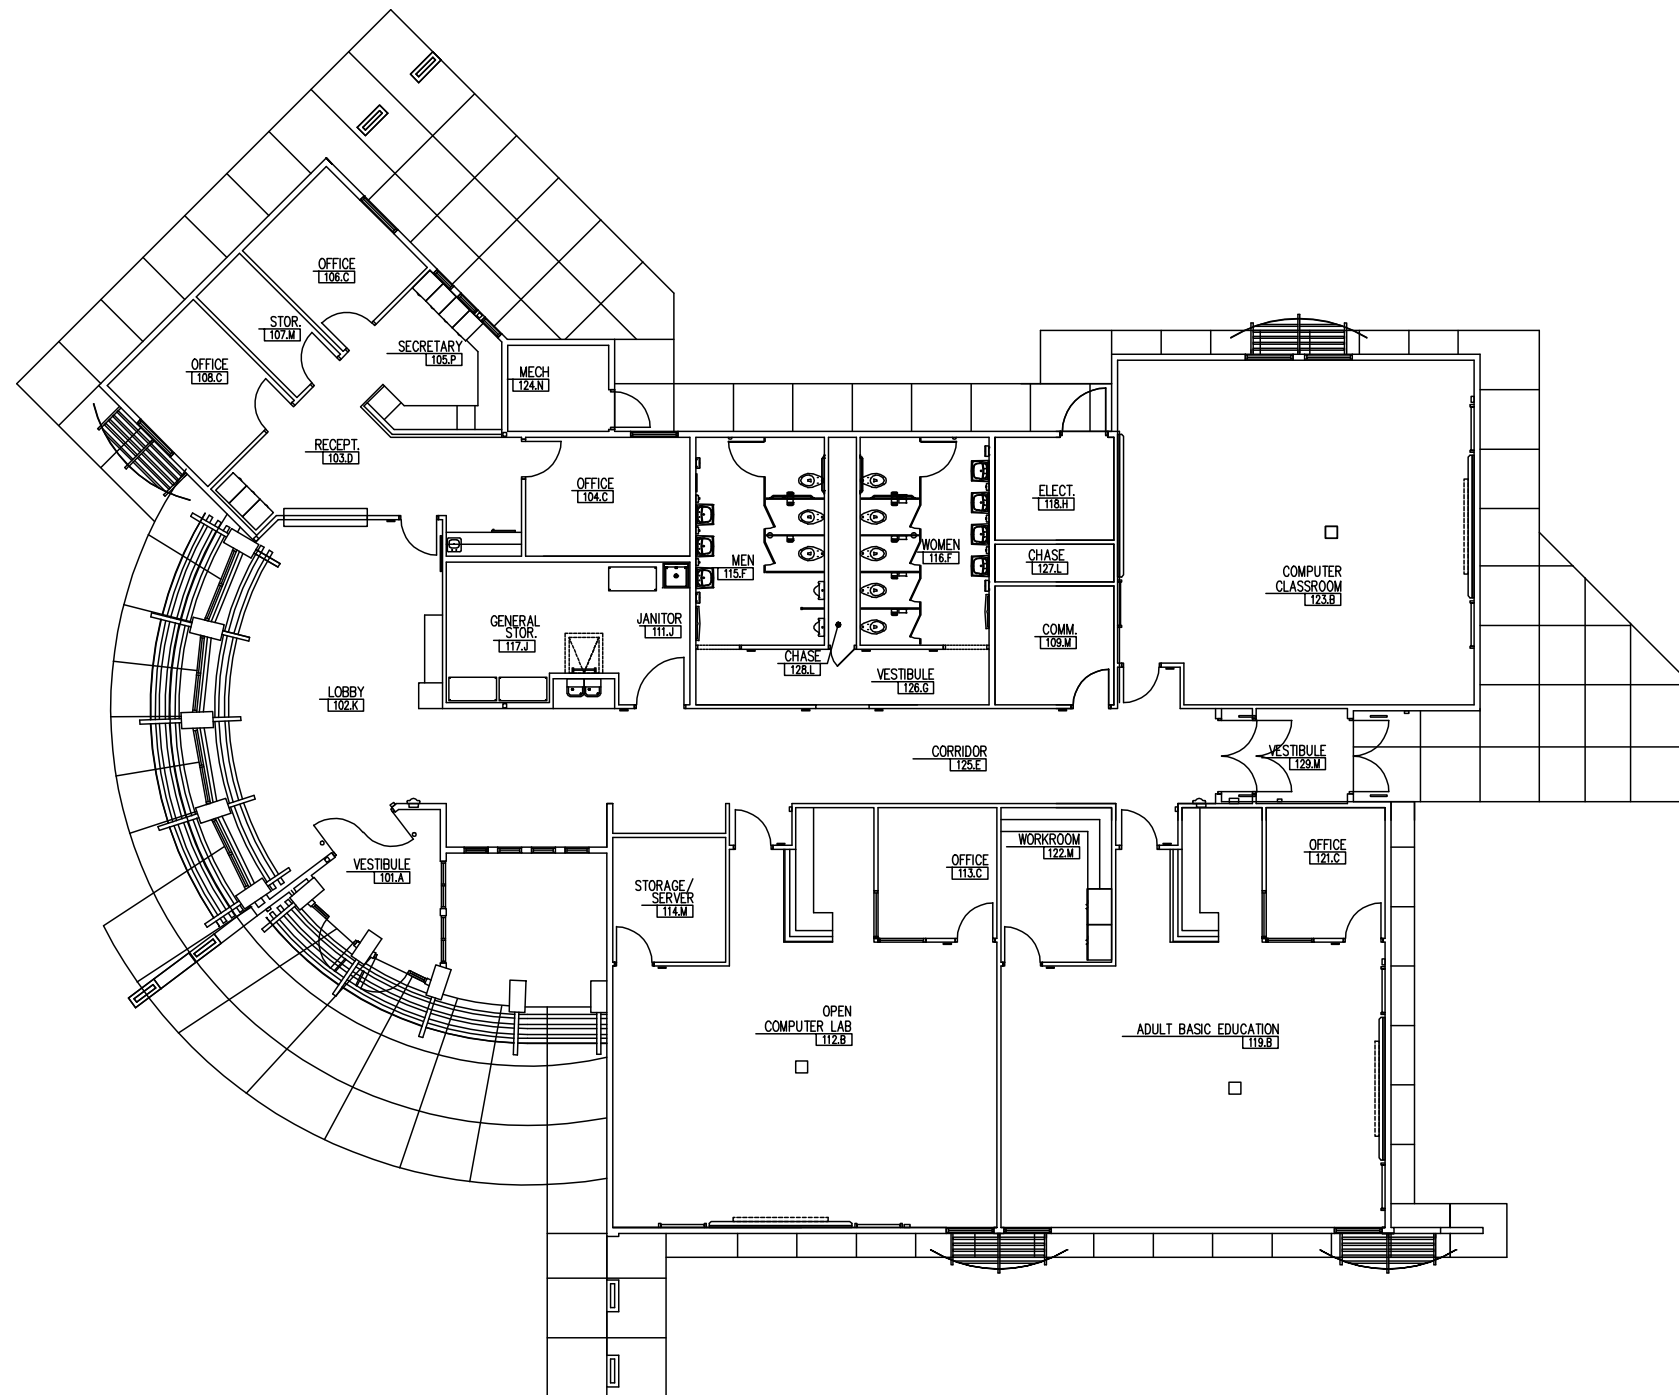 OFFICE
106.C
STOR.
107.M
SECRETARY
105.P
OFFICE
108.C
MECH
124.N
RECEPT.
103.D
OFFICE
104.C
ELECT.
118.H
MEN
115.F
WOMEN
116.F
CHASE
127.L
COMPUTER
CLASSROOM
123.B
GENERAL
STOR.
117.J
JANITOR
111.J
COMM.
109.M
CHASE
128.L
VESTIBULE
126.G
LOBBY
102.K
CORRIDOR
125.E
VESTIBULE
129.M
VESTIBULE
101.A
STORAGE/
SERVER
114.M
OFFICE
113.C
WORKROOM
122.M
OFFICE
121.C
OPEN
COMPUTER LAB
112.B
ADULT BASIC EDUCATION
119.B